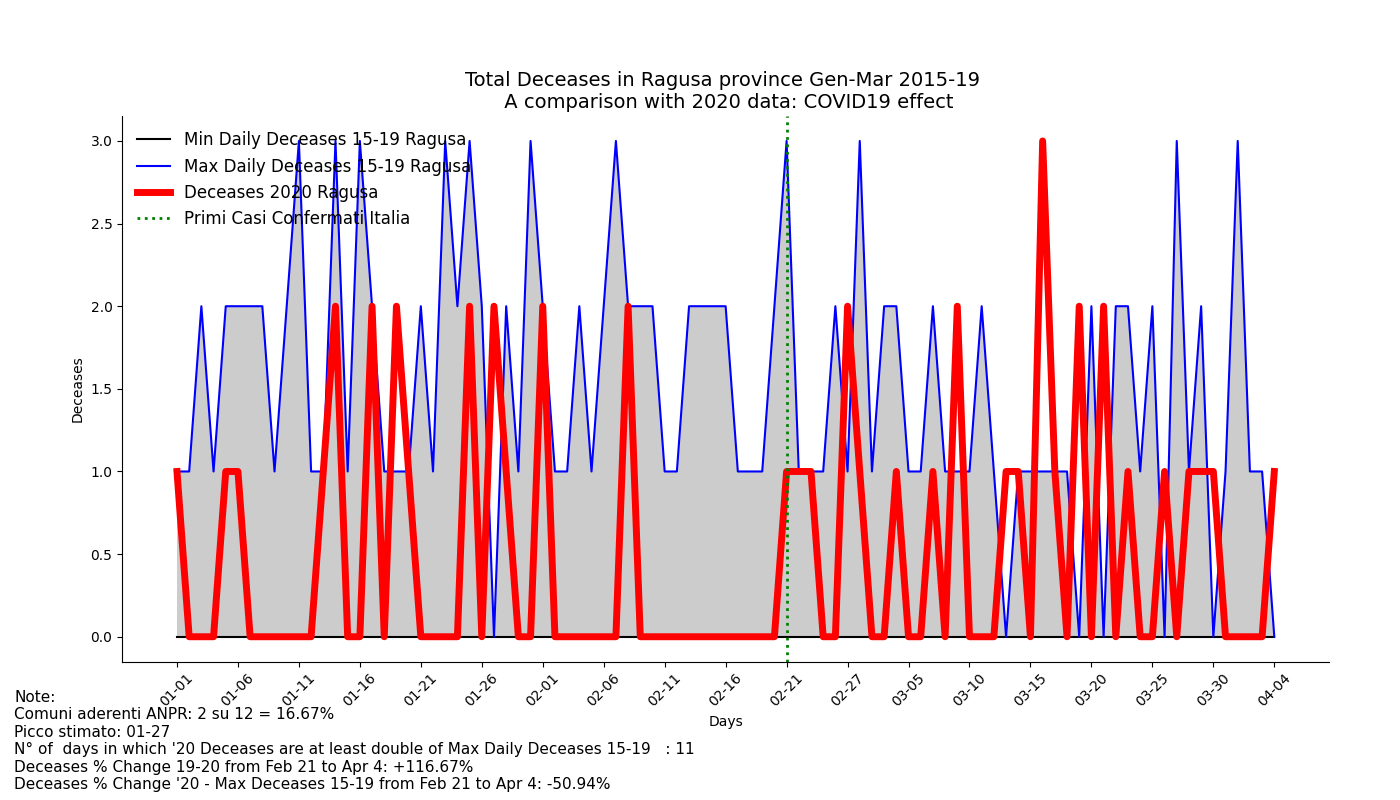 Total Deceases in Ragusa province Gen-Mar 2015-19
A comparison with 2020 data: COVID19 effect
Min Daily Deceases 15-19 Ragusa
Max Daily Deceases 15-19 Ragusa
Deceases 2020 Ragusa
Primi Casi Confermati Italia
3.0
2.5
2.0
1.5
1.0
0.5
0.0
Deceases
01-01
01-06
01-11
01-16
01-21
01-26
02-01
02-06
02-11
02-16
02-21
02-27
03-05
03-10
03-15
03-20
03-25
03-30
04-04
Days
Note:
Comuni aderenti ANPR: 2 su 12 = 16.67%
Picco stimato: 01-27
N° of  days in which '20 Deceases are at least double of Max Daily Deceases 15-19   : 11
Deceases % Change 19-20 from Feb 21 to Apr 4: +116.67%
Deceases % Change '20 - Max Deceases 15-19 from Feb 21 to Apr 4: -50.94%